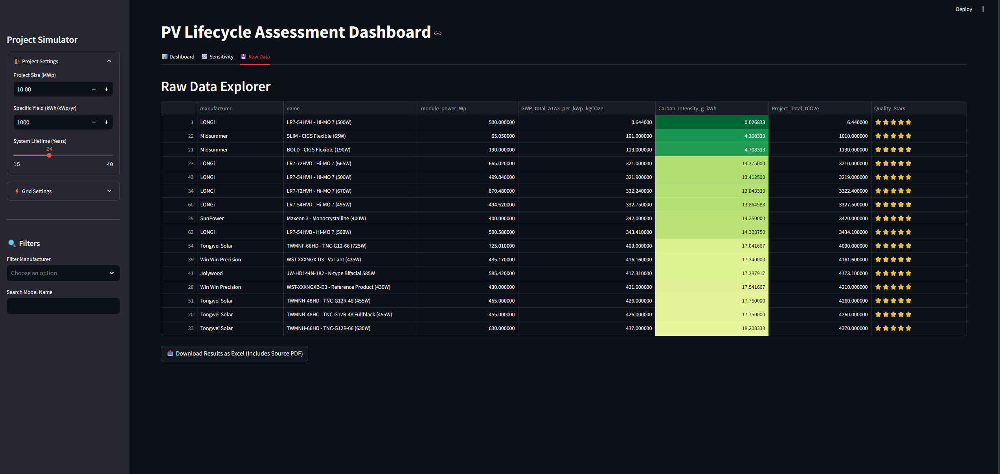 Deploy
Project Simulator
Project Settings
Project Size (MWp)
10.00
Specific Yield (kWh/kWp/yr)
1000
System Lifetime (Years)
24
15 40
Grid Settings
Filters
Filter Manufacturer
Choose an option
Search Model Name
PV Lifecycle Assessment Dashboard
Dashboard Sensitivity Raw Data
Raw Data Explorer
manufacturer name module_power_Wp GWP_total_A1A3_per_kWp_kgCO2e Carbon_Intensity_g_kWh Project_Total_tCO2e Quality_Stars
1 LONGi LR7-54HVH - Hi-MO 7 (500W) 500.000000 0.644000 0.026833 6.440000
22 Midsummer SLIM - CIGS Flexible (65W) 65.050000 101.000000 4.208333 1010.000000
21 Midsummer BOLD - CIGS Flexible (190W) 190.000000 113.000000 4.708333 1130.000000
23 LONGi LR7-72HVD - Hi-MO 7 (665W) 665.020000 321.000000 13.375000 3210.000000
43 LONGi LR7-54HVH - Hi-MO 7 (500W) 499.840000 321.900000 13.412500 3219.000000
34 LONGi LR7-72HVH - Hi-MO 7 (670W) 670.480000 332.240000 13.843333 3322.400000
60 LONGi LR7-54HVD - Hi-MO 7 (495W) 494.620000 332.750000 13.864583 3327.500000
29 SunPower Maxeon 3 - Monocrystalline (400W) 400.000000 342.000000 14.250000 3420.000000
62 LONGi LR7-54HVB - Hi-MO 7 (500W) 500.580000 343.410000 14.308750 3434.100000
54 Tongwei Solar TWMNF-66HD - TNC-G12-66 (725W) 725.010000 409.000000 17.041667 4090.000000
39 Win Win Precision WST-XXXNGX-D3 - Variant (435W) 435.170000 416.160000 17.340000 4161.600000
41 Jolywood JW-HD144N-182 - N-type Bifacial 585W 585.420000 417.310000 17.387917 4173.100000
28 Win Win Precision WST-XXXNGXB-D3 - Reference Product (430W) 430.000000 421.000000 17.541667 4210.000000
51 Tongwei Solar TWMNH-48HD - TNC-G12R-48 (455W) 455.000000 426.000000 17.750000 4260.000000
20 Tongwei Solar TWMNH-48HC - TNC-G12R-48 Fullblack (455W) 455.000000 426.000000 17.750000 4260.000000
33 Tongwei Solar TWMNH-66HD - TNC-G12R-66 (630W) 630.000000 437.000000 18.208333 4370.000000
Download Results as Excel (Includes Source PDF)